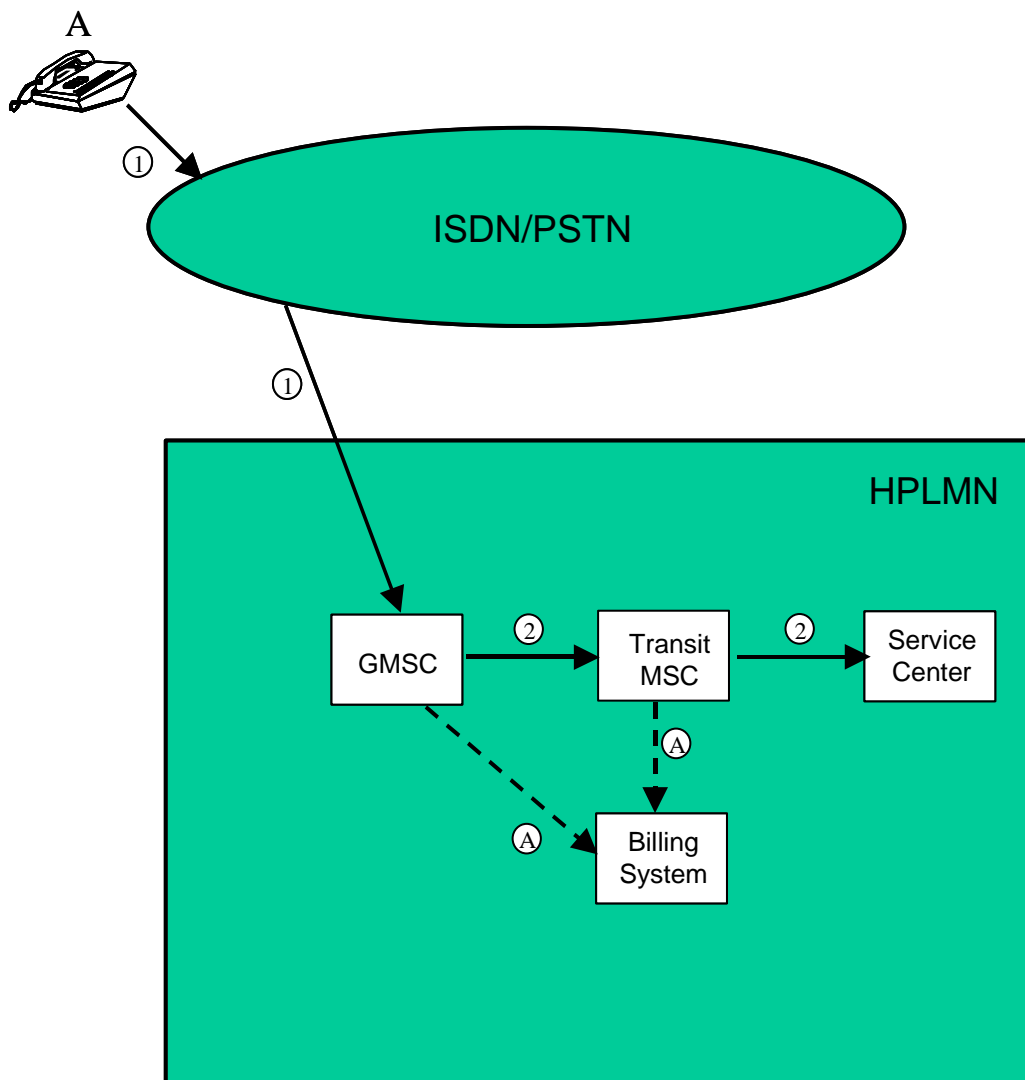 A
1
ISDN/PSTN
1
HPLMN
GMSC
2
Transit
MSC
2
Service
Center
A
A
Billing
System